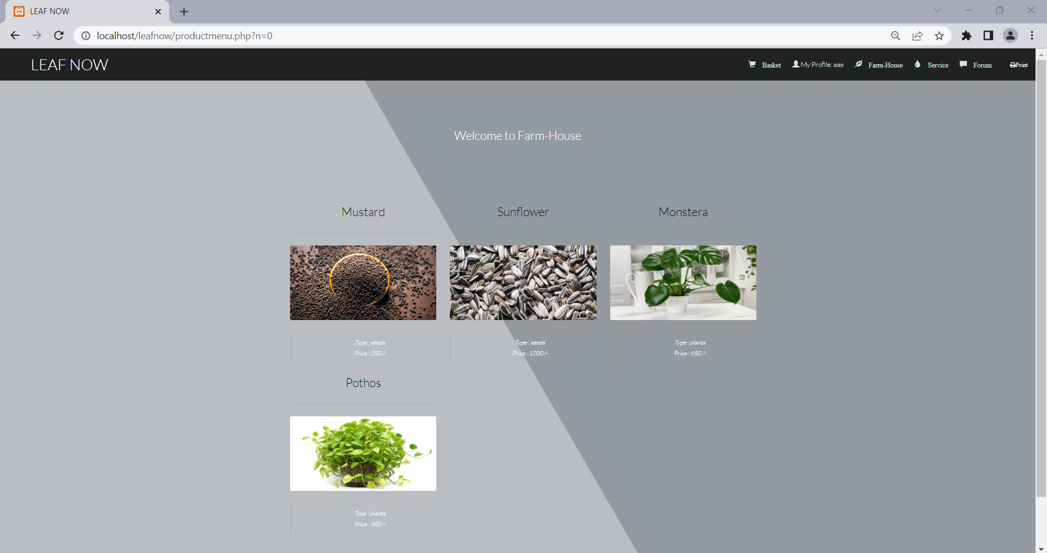 LEAF NOW
localhost/leafnow/productmenu.php?n=0
LEAF NOW
Basket
My Profile: aaa
Farm-House
Service
Forum
Print
Welcome to Farm-House
Mustard
Sunflower
Monstera
Type : seeds
Type : seeds
Type : plants
Price : 250 /-
Price : 1200 /-
Price : 650 /-
Pothos
Type : plants
Price : 800 /-